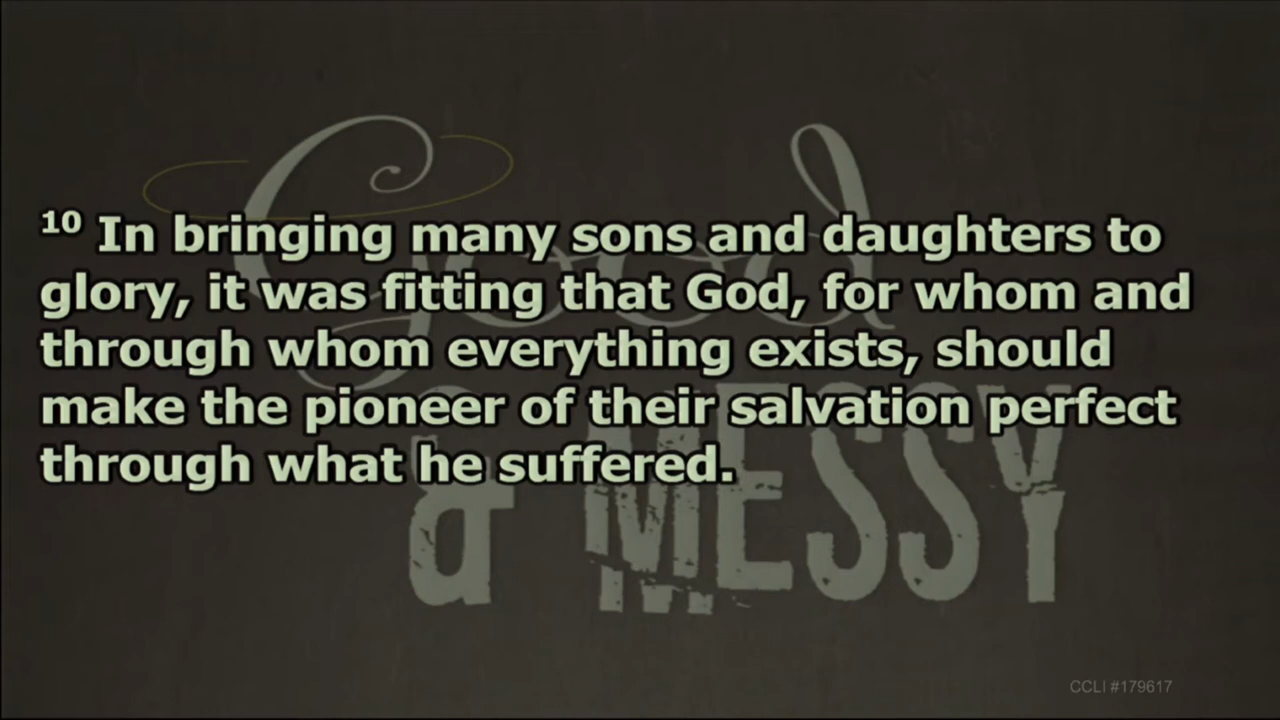 ¹⁰ In bringing many sons and daughters to
glory, it was fitting that God, for whom and
through whom everything exists, should
make the pioneer of their salvation perfect
through what he suffered.
Good
& MESSY
CCLI #179617